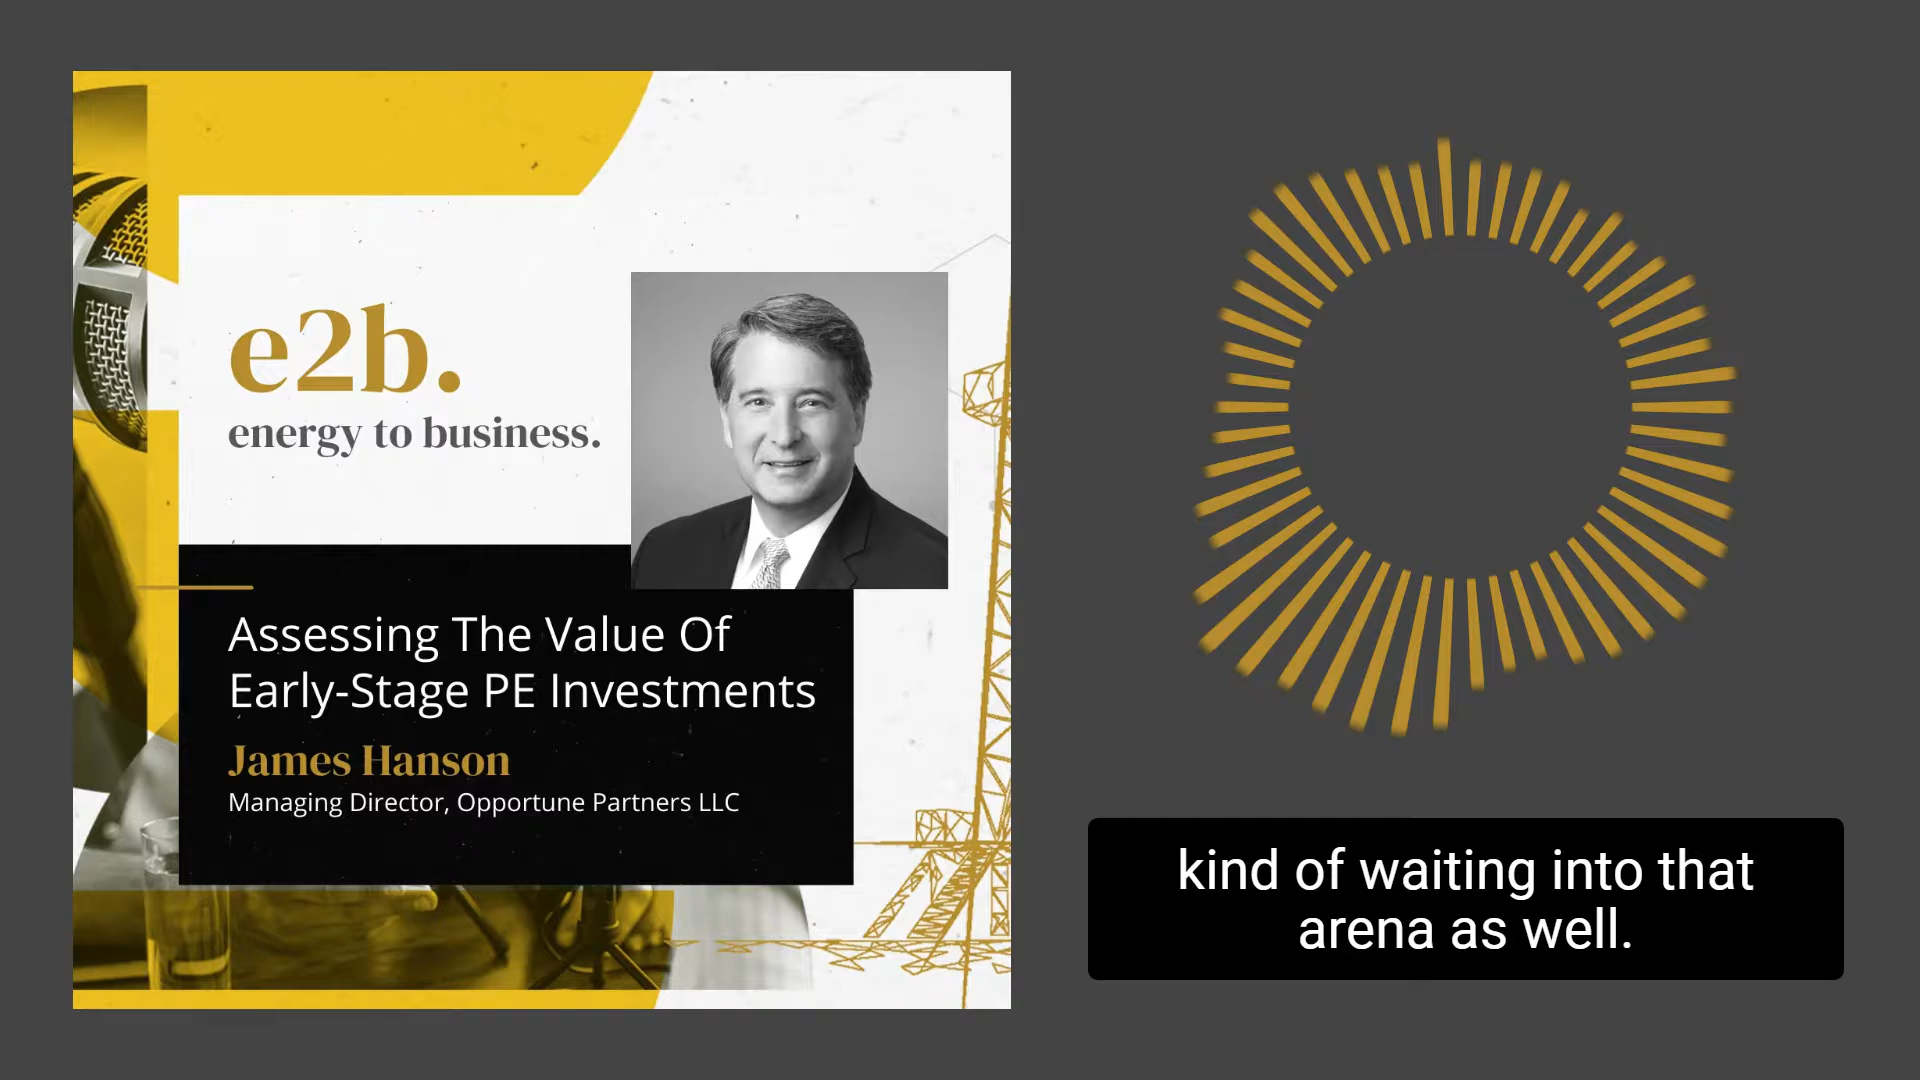 e2b.
energy to business.
Assessing The Value Of
Early-Stage PE Investments
James Hanson
Managing Director, Opportune Partners LLC
kind of waiting into that
arena as well.